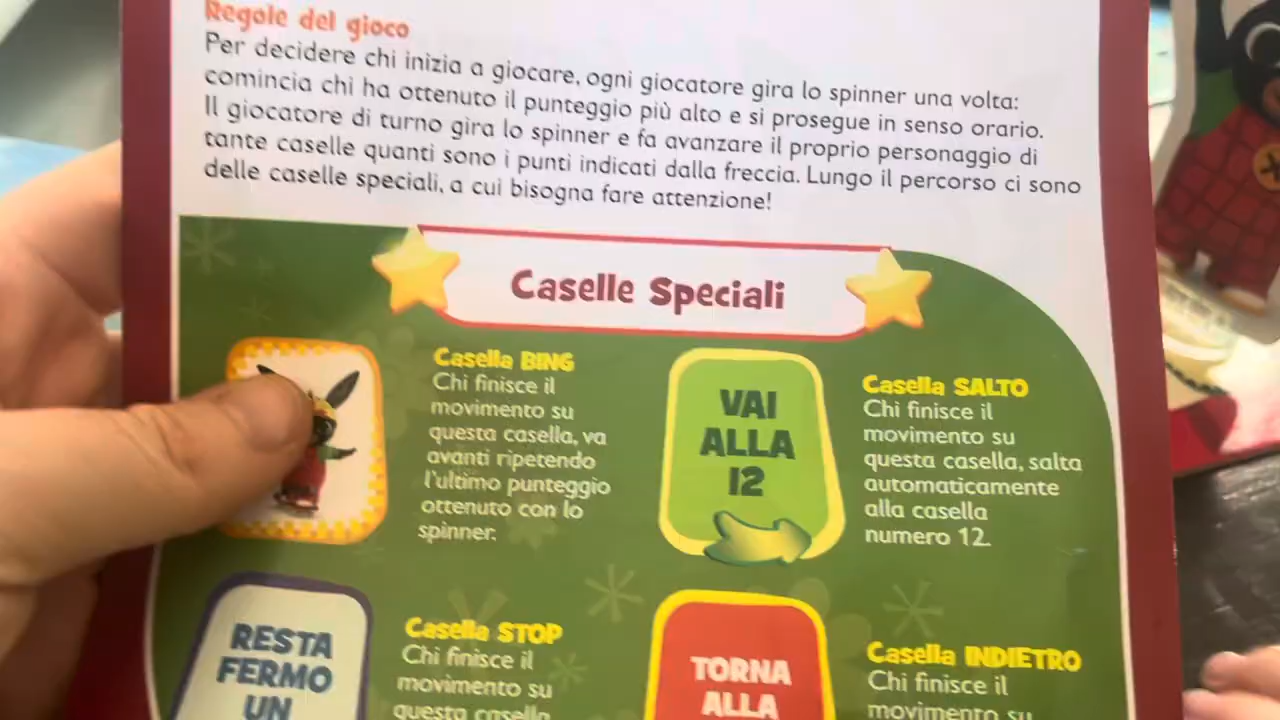 Regole del gioco
Per decidere chi inizia a giocare, ogni giocatore gira lo spinner una volta:
comincia chi ha ottenuto il punteggio più alto e si prosegue in senso orario.
Il giocatore di turno gira lo spinner e fa avanzare il proprio personaggio di
tante caselle quanti sono i punti indicati dalla freccia. Lungo il percorso ci sono
delle caselle speciali, a cui bisogna fare attenzione!
Caselle Speciali
Casella BING
Chi finisce il
movimento su
questa casella, va
avanti ripetendo
l'ultimo punteggio
ottenuto con lo
spinner.
VAI
ALLA
12
Casella SALTO
Chi finisce il
movimento su
questa casella, salta
automaticamente
alla casella
numero 12.
RESTA
FERMO
UN
Casella STOP
Chi finisce il
movimento su
questa casella
TORNA
ALLA
Casella INDIETRO
Chi finisce il
movimento su